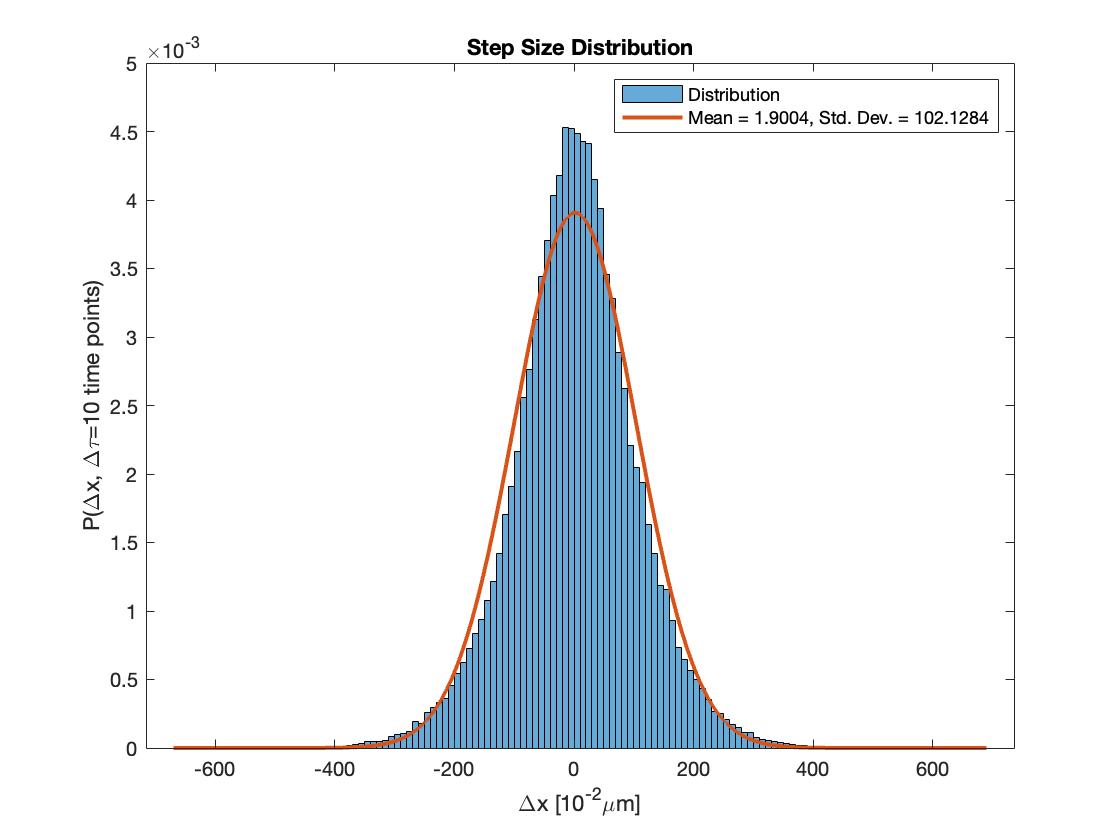 Step Size Distribution
×10⁻³
Distribution
Mean = 1.9004, Std. Dev. = 102.1284
5
4.5
4
3.5
3
2.5
2
1.5
1
0.5
0
P(Δx, Δτ=10 time points)
-600 -400 -200 0 200 400 600
Δx [10⁻²μm]